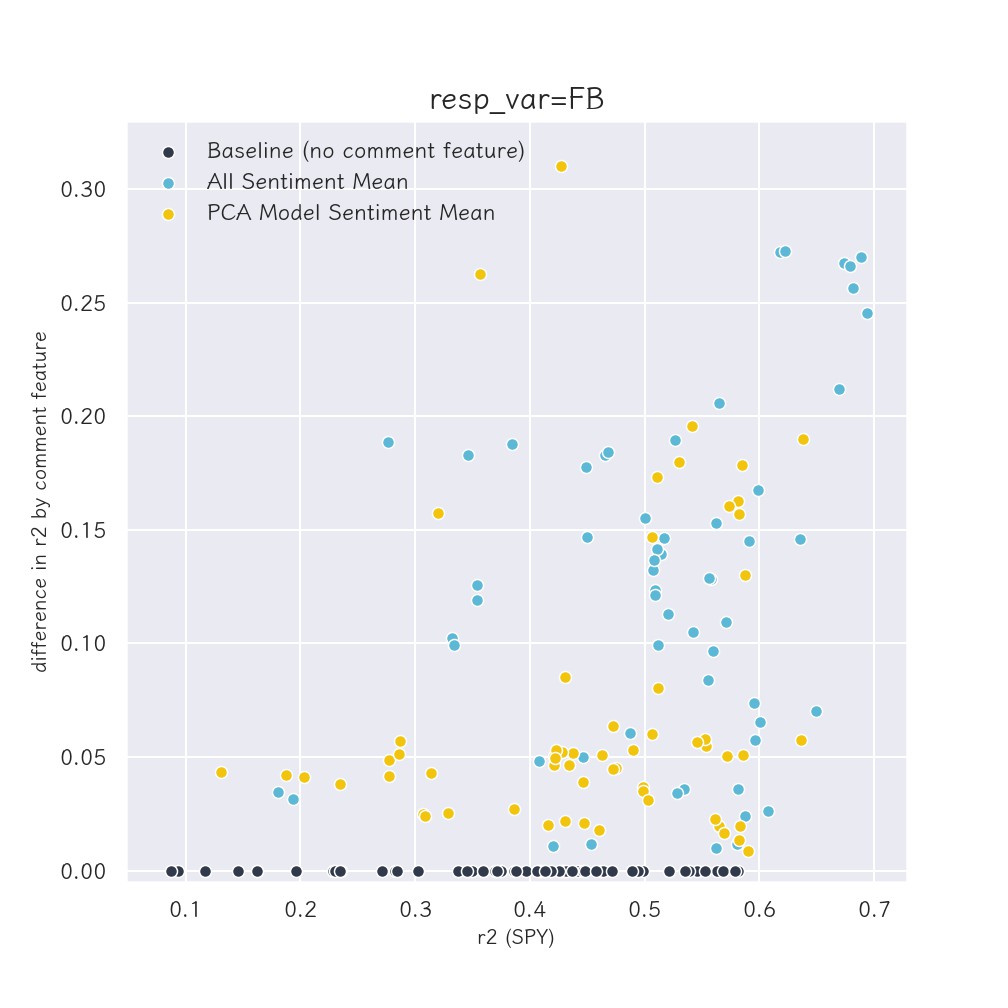 resp_var=FB
Baseline (no comment feature)
All Sentiment Mean
PCA Model Sentiment Mean
0.30
0.25
0.20
0.15
0.10
0.05
0.00
difference in r2 by comment feature
0.1 0.2 0.3 0.4 0.5 0.6 0.7
r2 (SPY)